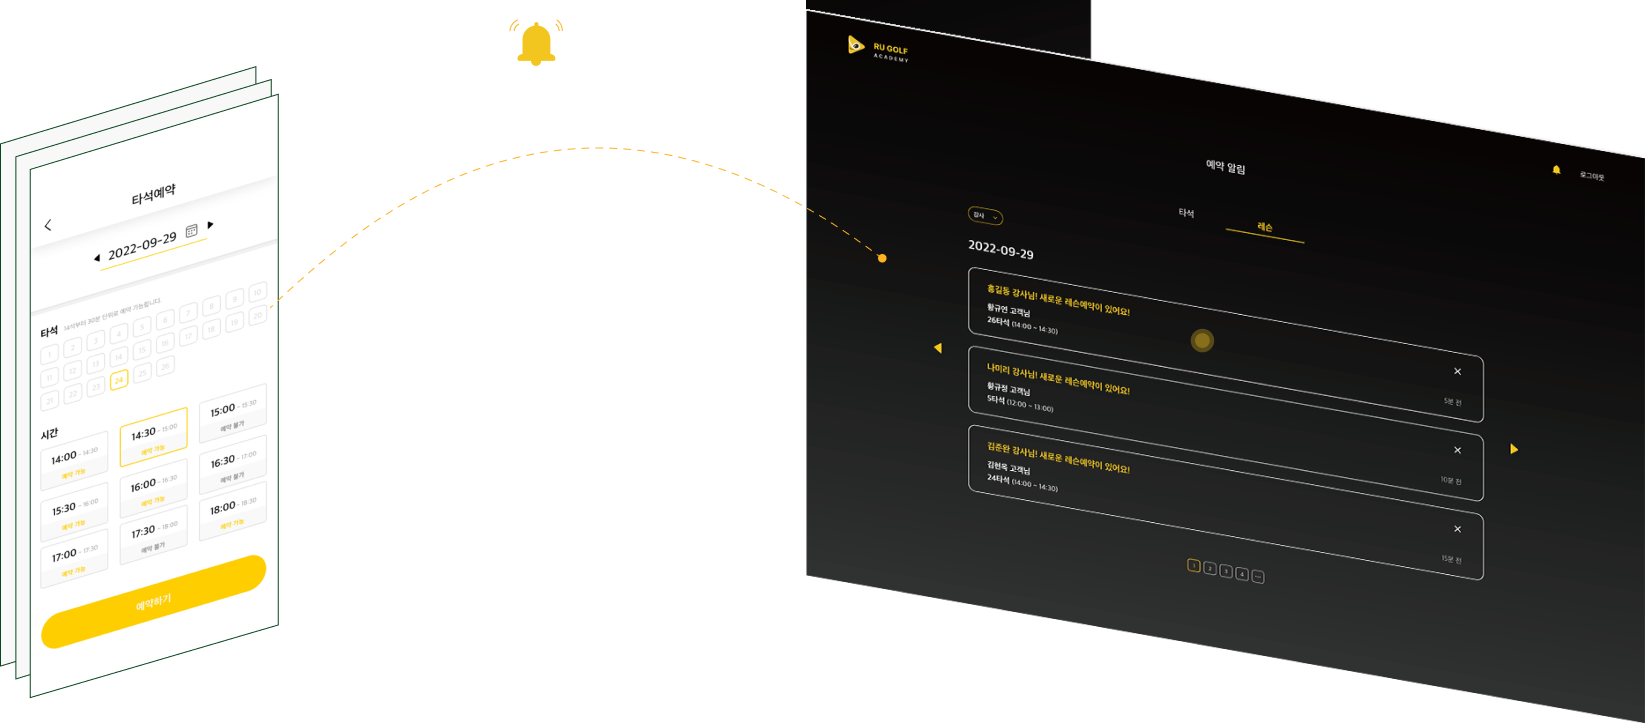 타석예약
2022-09-29
타석 14석부터 30분 단위로 예약 가능합니다.
1 2 3 4 5 6 7 8 9 10
11 12 13 14 15 16 17 18 19 20
21 22 23 24 25 26
시간
14:00 ~ 14:30
예약 가능
14:30 ~ 15:00
예약 가능
15:00 ~ 15:30
예약 불가
15:30 ~ 16:00
예약 가능
16:00 ~ 16:30
예약 가능
16:30 ~ 17:00
예약 불가
17:00 ~ 17:30
예약 가능
17:30 ~ 18:00
예약 불가
18:00 ~ 18:30
예약 가능
예약하기
RU GOLF
ACADEMY
로그아웃
예약 알림
타석
레슨
강사
2022-09-29
홍길동 강사님! 새로운 레슨예약이 있어요!
황규연 고객님
26타석 (14:00 ~ 14:30)
5분 전
나미리 강사님! 새로운 레슨예약이 있어요!
황규정 고객님
5타석 (12:00 ~ 13:00)
10분 전
김준완 강사님! 새로운 레슨예약이 있어요!
김현옥 고객님
24타석 (14:00 ~ 14:30)
15분 전
1 2 3 4 ...